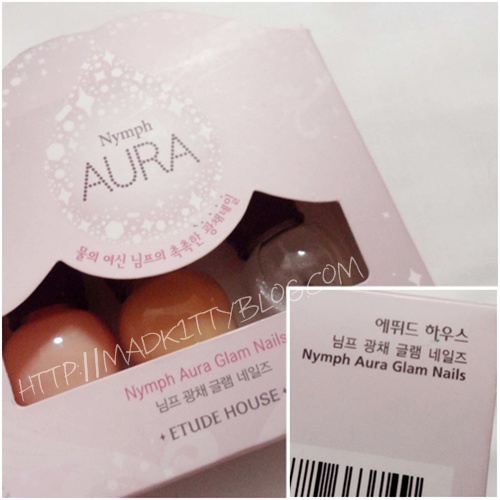 Nymph
AURA
물의 여신 님프의 촉촉한 광채네일
HTTP://MADKITTYBLOG.COM
Nymph Aura Glam Nails
님프 광채 글램 네일즈
ETUDE HOUSE
에뛰드 하우스
님프 광채 글램 네일즈
Nymph Aura Glam Nails